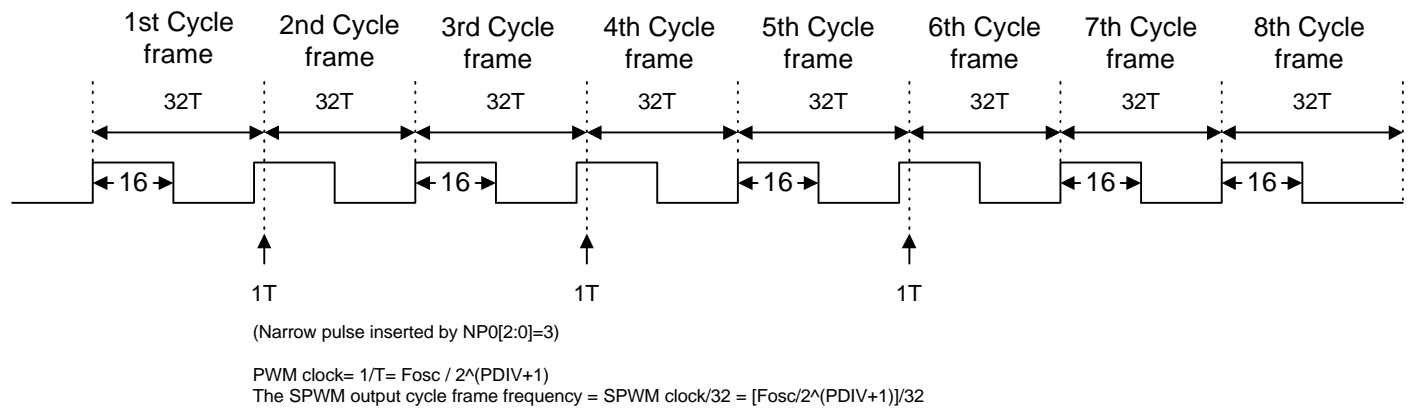 1st Cycle frame
2nd Cycle frame
3rd Cycle frame
4th Cycle frame
5th Cycle frame
6th Cycle frame
7th Cycle frame
8th Cycle frame
32T 32T 32T 32T 32T 32T 32T 32T
16 16 16 16 16
1T 1T 1T
(Narrow pulse inserted by NP0[2:0]=3)
PWM clock= 1/T= Fosc / 2^(PDIV+1)
The SPWM output cycle frame frequency = SPWM clock/32 = [Fosc/2^(PDIV+1)]/32